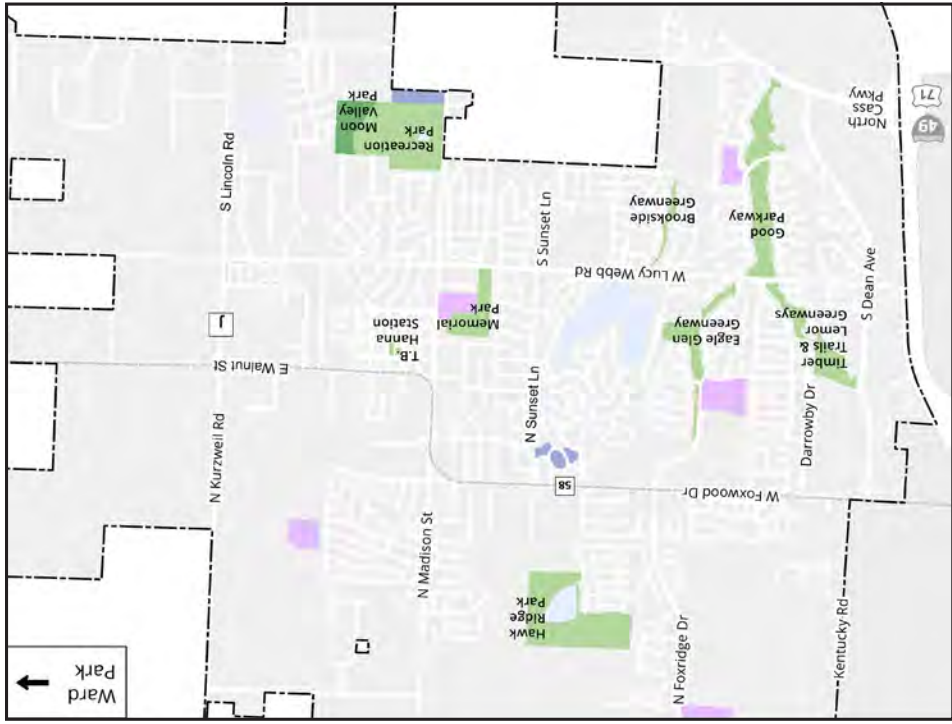 Ward
Park
Kentucky Rd
N Foxridge Dr
Hawk
Ridge
Park
N Madison St
W Foxwood Dr
58
N Kurzweil Rd
Darrowby Dr
N Sunset Ln
E Walnut St
Timber
Trails &
Lemor
Greenways
Eagle Glen
Greenway
T.B.
Hanna
Station
Memorial
Park
J
S Dean Ave
W Lucy Webb Rd
S Sunset Ln
Good
Parkway
Brookside
Greenway
S Lincoln Rd
Recreation
Park
Moon
Valley
Park
North
Cass
Pkwy
49
71